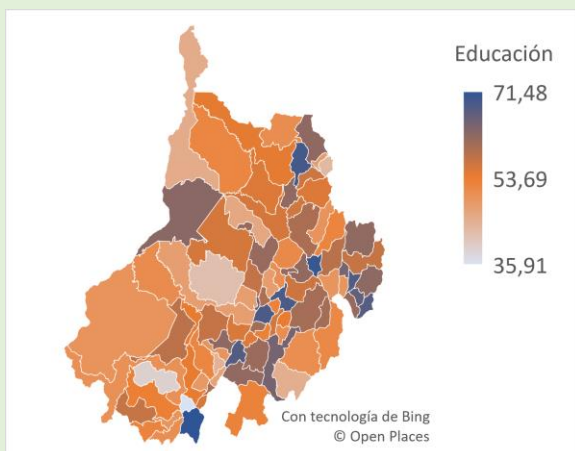 Educación
71,48
53,69
35,91
Con tecnología de Bing
© Open Places